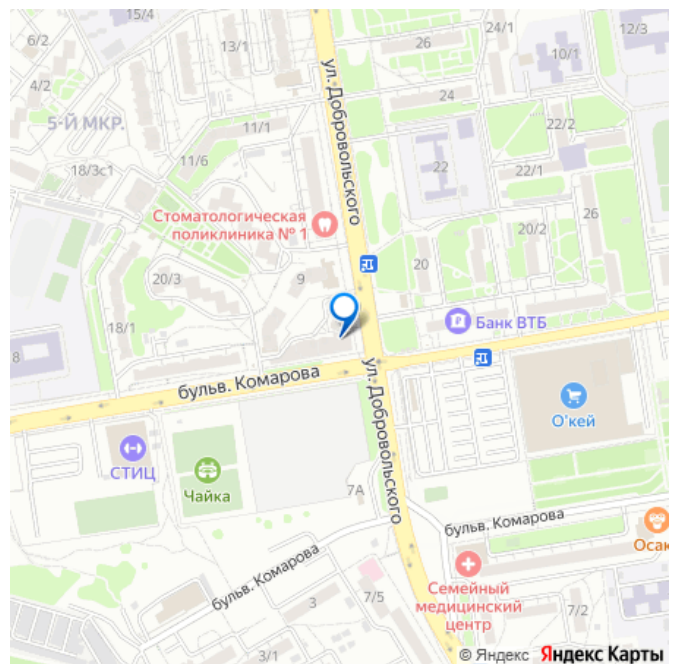 15/4
24/1
12/3
6/2
13/1
26
10/1
4/2
ул. Добровольского
24
5-Й МКР.
11/1
22/2
11/6
18/3с1
22
22/1
Стоматологическая
поликлиника № 1
26
20/2
20/3
9
20
18/1
Банк ВТБ
8
бульв. Комарова
ул. Добровольского
О'кей
СТИЦ
Чайка
7А
бульв. Комарова
Осак
бульв. Комарова
Семейный
медицинский
центр
7/5
3
7/2
3/1
© Яндекс Яндекс Карты